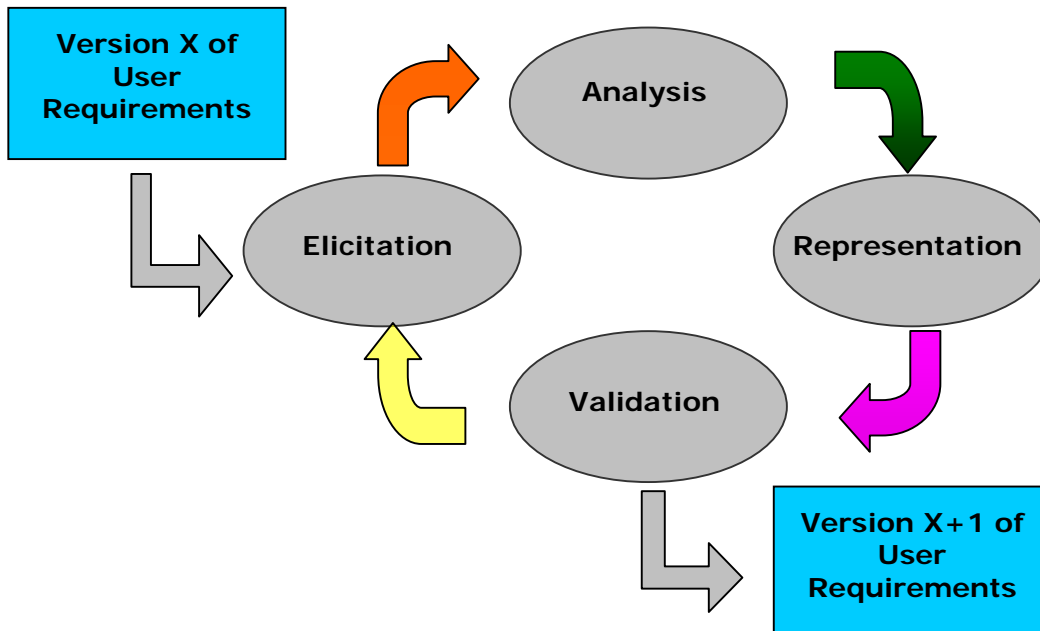 Version X of
User
Requirements
Analysis
Elicitation
Representation
Validation
Version X+1 of
User
Requirements